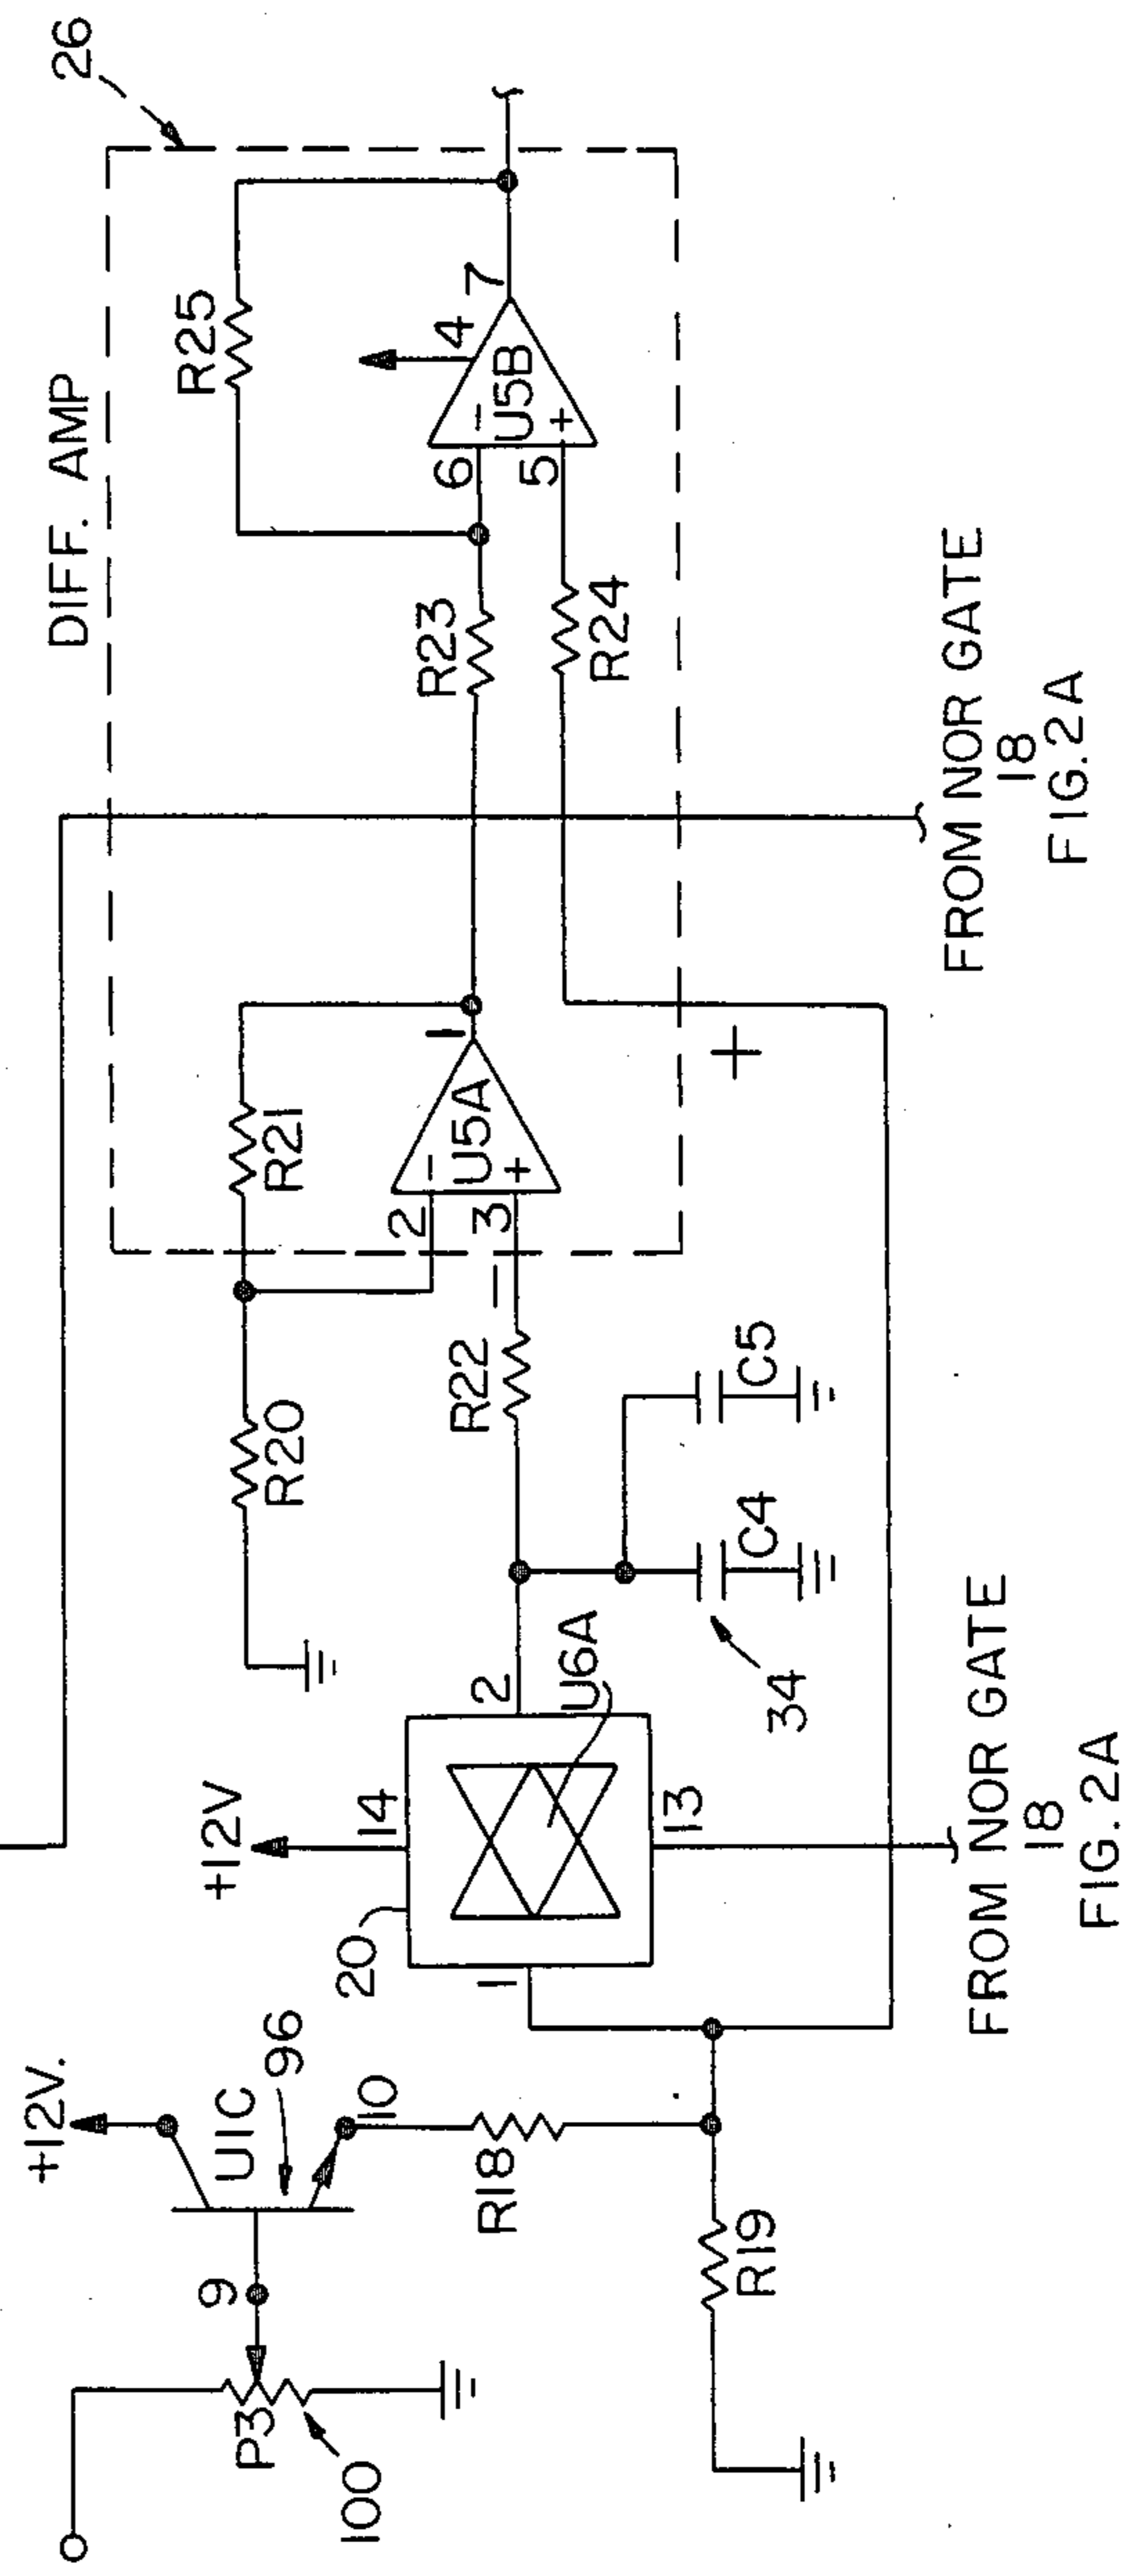 26
DIFF. AMP
R25
4
7
U5B
−
+
6
5
R23
R24
FROM NOR GATE
18
FIG. 2A
R21
1
U5A
−
+
2
3
−
+
R20
R22
C5
C4
34
U6A
2
+12V
14
20
13
1
FROM NOR GATE
18
FIG. 2A
+12V.
U1C
96
10
9
R18
R19
P3
100